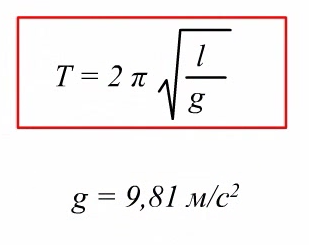 T = 2 π √(l/g)
g = 9,81 м/с²